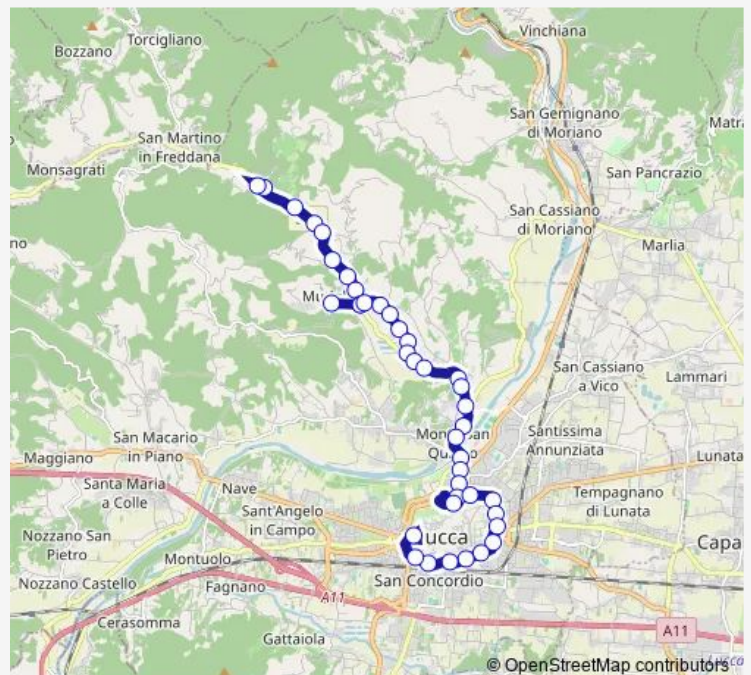 Vinchiana
Torcigliano
Bozzano
San Gemignano
di Moriano
Matra
San Martino
in Freddana
Monsagrati
San Pancrazio
San Cassiano
di Moriano
no
Marlia
Mu
San Cassiano
a Vico
Lammari
San Macario
in Piano
Santissima
Annunziata
Maggiano
Lunata
Santa Maria
a Colle
Nave
Tempagnano
di Lunata
Sant'Angelo
in Campo
Nozzano San
Pietro
ucca
Capa
Montuolo
San Concordio
Nozzano Castello
Fagnano
A11
Cerasomma
A11
Gattaiola
© OpenStreetMap contributors